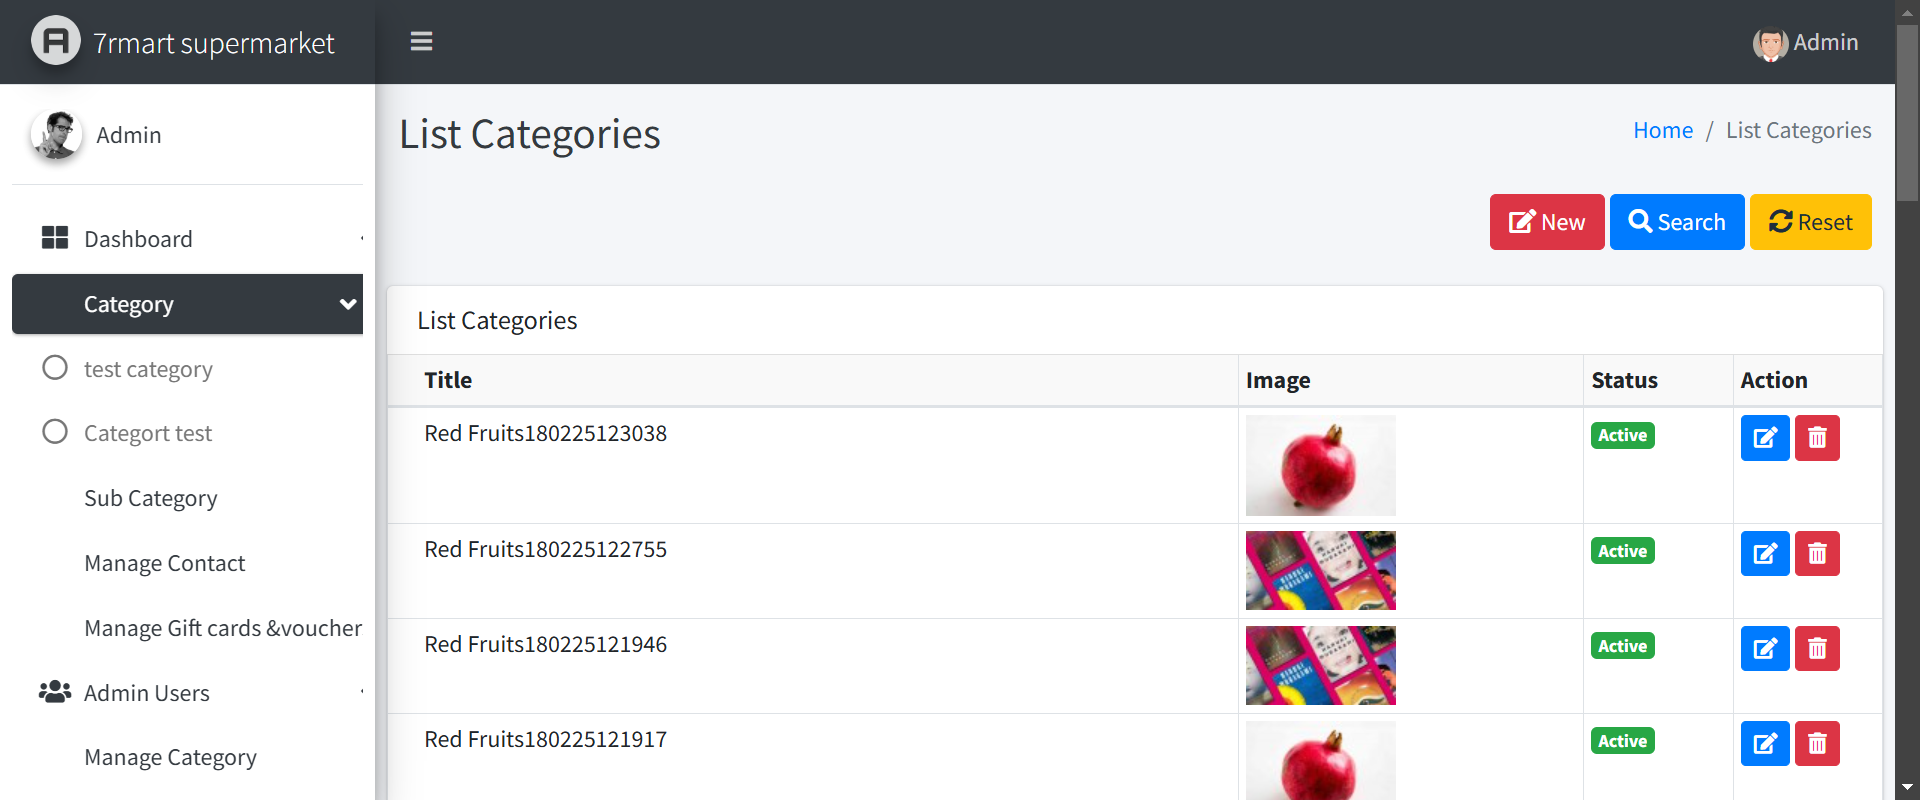 7rmart supermarket
Admin
Admin
List Categories
Home / List Categories
New
Search
Reset
Dashboard
Category
test category
Categort test
Sub Category
Manage Contact
Manage Gift cards &voucher
Admin Users
Manage Category
List Categories
Title Image Status Action
Red Fruits180225123038 Active
Red Fruits180225122755 Active
Red Fruits180225121946 Active
Red Fruits180225121917 Active